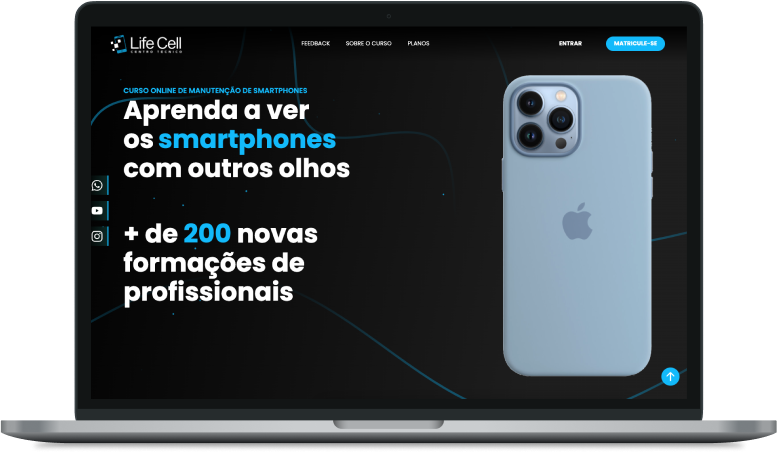 Life Cell
CENTRO TÉCNICO
FEEDBACK
SOBRE O CURSO
PLANOS
ENTRAR
MATRICULE-SE
CURSO ONLINE DE MANUTENÇÃO DE SMARTPHONES
Aprenda a ver
os smartphones
com outros olhos
+ de 200 novas
formações de
profissionais